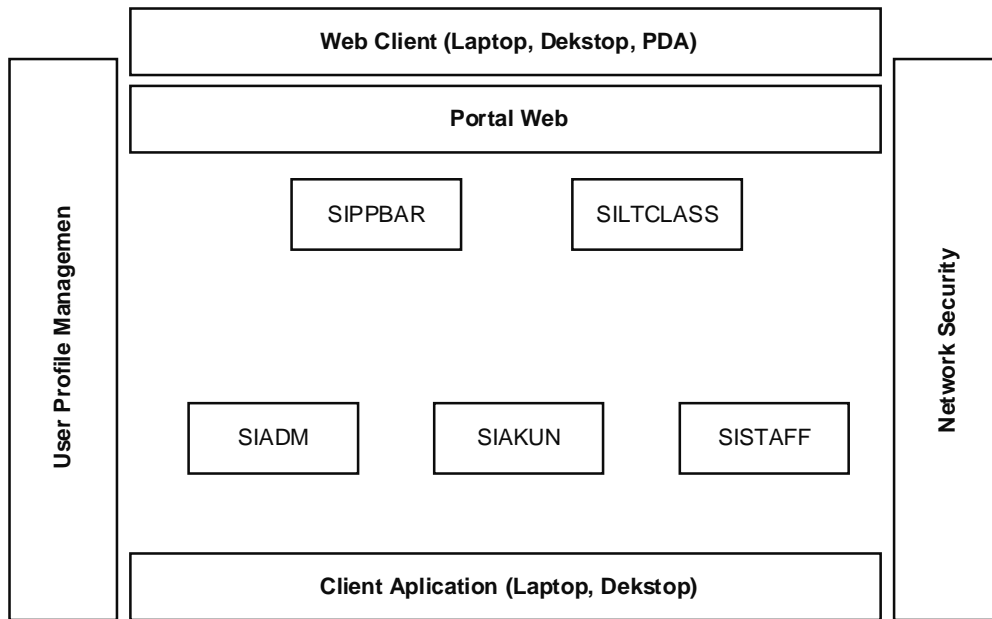 Web Client (Laptop, Dekstop, PDA)
Portal Web
User Profile Managemen
SIPPBAR
SILTCLASS
Network Security
SIADM
SIAKUN
SISTAFF
Client Aplication (Laptop, Dekstop)